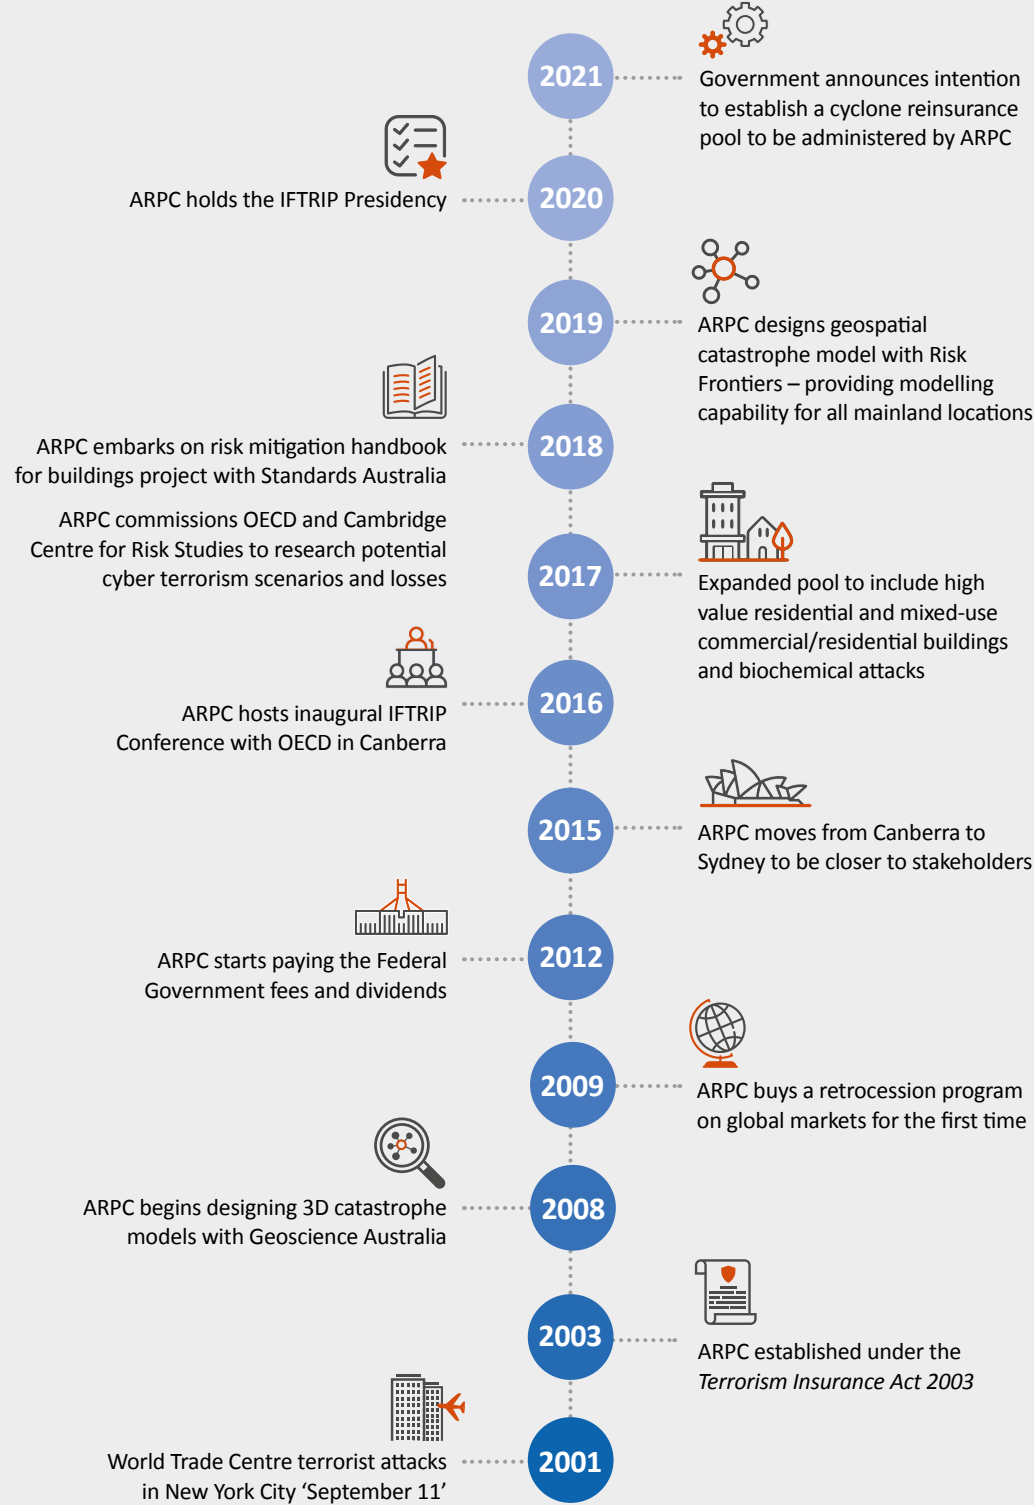 2021
Government announces intention
to establish a cyclone reinsurance
pool to be administered by ARPC
ARPC holds the IFTRIP Presidency
2020
2019
ARPC designs geospatial
catastrophe model with Risk
Frontiers – providing modelling
capability for all mainland locations
ARPC embarks on risk mitigation handbook
for buildings project with Standards Australia
2018
ARPC commissions OECD and Cambridge
Centre for Risk Studies to research potential
cyber terrorism scenarios and losses
2017
Expanded pool to include high
value residential and mixed-use
commercial/residential buildings
and biochemical attacks
ARPC hosts inaugural IFTRIP
Conference with OECD in Canberra
2016
2015
ARPC moves from Canberra to
Sydney to be closer to stakeholders
ARPC starts paying the Federal
Government fees and dividends
2012
2009
ARPC buys a retrocession program
on global markets for the first time
ARPC begins designing 3D catastrophe
models with Geoscience Australia
2008
2003
ARPC established under the
Terrorism Insurance Act 2003
World Trade Centre terrorist attacks
in New York City ‘September 11’
2001